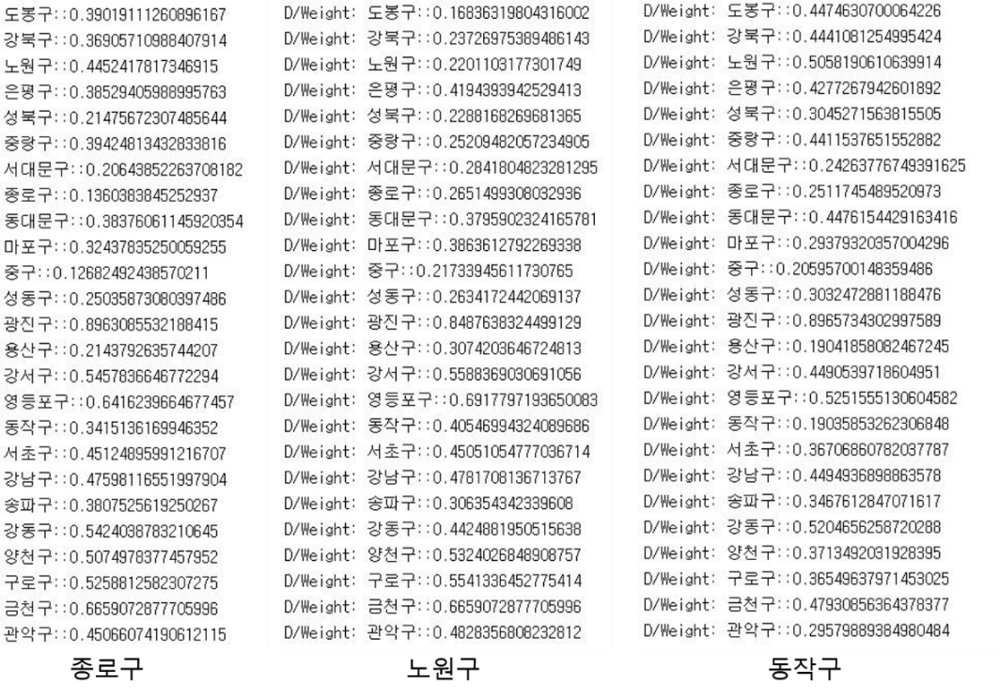 도봉구::0.39019111260896167
강북구::0.36905710988407914
노원구::0.4452417817346915
은평구::0.38529405988995763
성북구::0.21475672307485644
중랑구::0.39424813432833816
서대문구::0.20643852263708182
종로구::0.1360383845252937
동대문구::0.38376061145920354
마포구::0.32437835250059255
중구::0.12682492438570211
성동구::0.25035873080397486
광진구::0.8963085532188415
용산구::0.2143792635744207
강서구::0.5457836646772294
영등포구::0.6416239664677457
동작구::0.3415136169946352
서초구::0.45124895991216707
강남구::0.47598116551997904
송파구::0.3807525619250267
강동구::0.5424038783210645
양천구::0.5074978377457952
구로구::0.5258812582307275
금천구::0.6659072877705996
관악구::0.45066074190612115
종로구
D/Weight: 도봉구::0.16836319804316002
D/Weight: 강북구::0.23726975389486143
D/Weight: 노원구::0.2201103177301749
D/Weight: 은평구::0.4194393942529413
D/Weight: 성북구::0.2288168269681365
D/Weight: 중랑구::0.25209482057234905
D/Weight: 서대문구::0.2841804823281295
D/Weight: 종로구::0.2651499308032936
D/Weight: 동대문구::0.37959023241657​81
D/Weight: 마포구::0.3863612792269338
D/Weight: 중구::0.21733945611730765
D/Weight: 성동구::0.2634172442069137
D/Weight: 광진구::0.8487638324499129
D/Weight: 용산구::0.3074203646724813
D/Weight: 강서구::0.5588369030691056
D/Weight: 영등포구::0.6917797193650083
D/Weight: 동작구::0.40546994324089686
D/Weight: 서초구::0.45051054777036714
D/Weight: 강남구::0.4781708136713767
D/Weight: 송파구::0.306354342339608
D/Weight: 강동구::0.4424881950515638
D/Weight: 양천구::0.5324026848908757
D/Weight: 구로구::0.5541336452775414
D/Weight: 금천구::0.6659072877705996
D/Weight: 관악구::0.4828356808232812
노원구
D/Weight: 도봉구::0.4474630700064226
D/Weight: 강북구::0.4441081254995424
D/Weight: 노원구::0.5058190610639914
D/Weight: 은평구::0.4277267942601892
D/Weight: 성북구::0.3045271563815505
D/Weight: 중랑구::0.4411537651552882
D/Weight: 서대문구::0.24263776749391625
D/Weight: 종로구::0.2511745489520973
D/Weight: 동대문구::0.4476154429163416
D/Weight: 마포구::0.29379320357004296
D/Weight: 중구::0.20595700148359486
D/Weight: 성동구::0.3032472881188476
D/Weight: 광진구::0.8965734302997589
D/Weight: 용산구::0.19041858082467245
D/Weight: 강서구::0.4490539718604951
D/Weight: 영등포구::0.5251555130604582
D/Weight: 동작구::0.19035853262306848
D/Weight: 서초구::0.36706860782037787
D/Weight: 강남구::0.449493689886​3578
D/Weight: 송파구::0.3467612847071617
D/Weight: 강동구::0.5204656258720288
D/Weight: 양천구::0.3713492031928395
D/Weight: 구로구::0.36549637971453025
D/Weight: 금천구::0.479308563643​78377
D/Weight: 관악구::0.29579889384980484
동작구